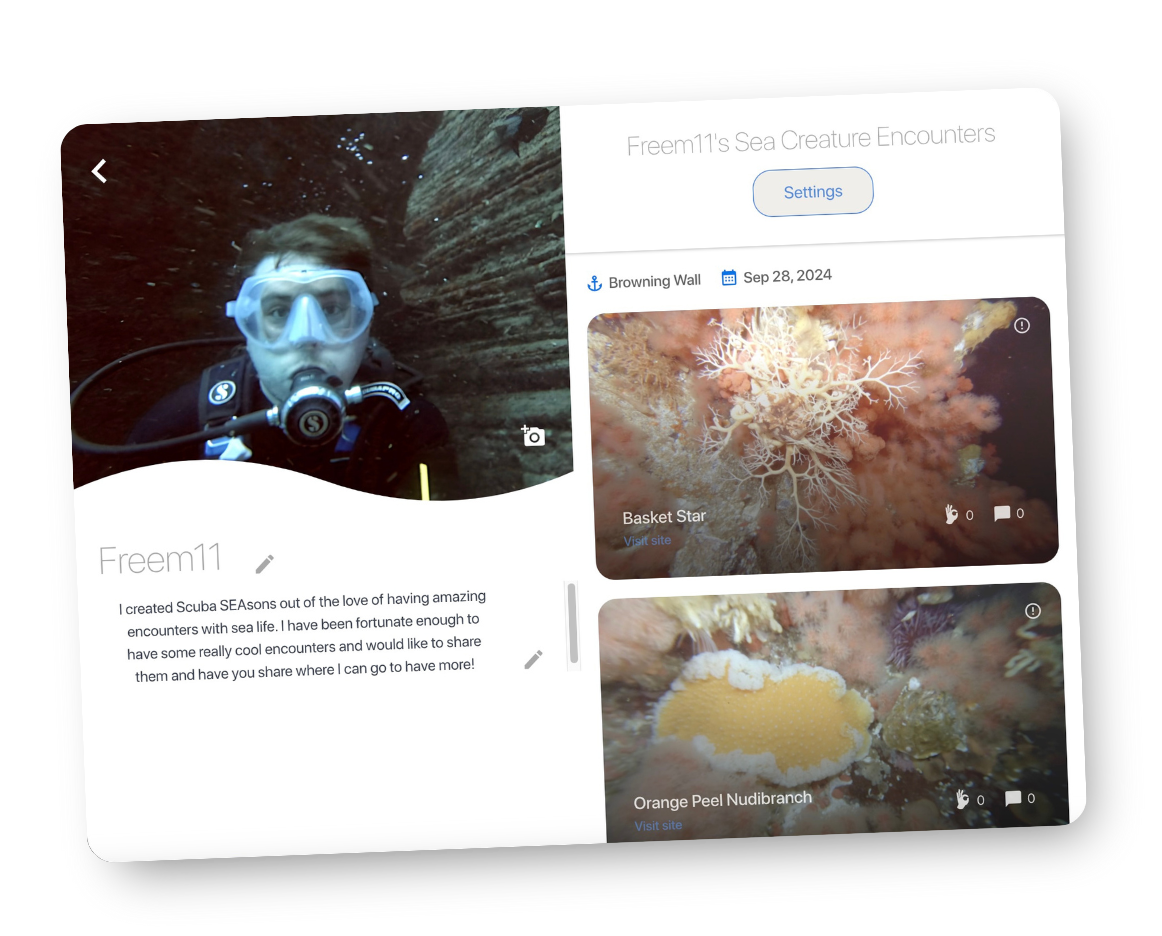 Freem11's Sea Creature Encounters
Settings
Browning Wall Sep 28, 2024
S
SCUBAPRO
S
Basket Star 0 0
Visit site
Freem11
I created Scuba SEAsons out of the love of having amazing
encounters with sea life. I have been fortunate enough to
have some really cool encounters and would like to share
them and have you share where I can go to have more!
Orange Peel Nudibranch 0 0
Visit site